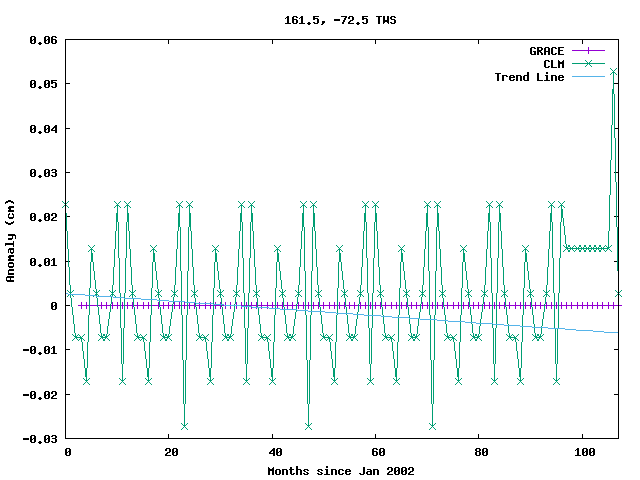 161.5, -72.5 TWS
GRACE
CLM
Trend Line
0.06
0.05
0.04
0.03
0.02
0.01
0
-0.01
-0.02
-0.03
Anomaly (cm)
0 20 40 60 80 100
Months since Jan 2002